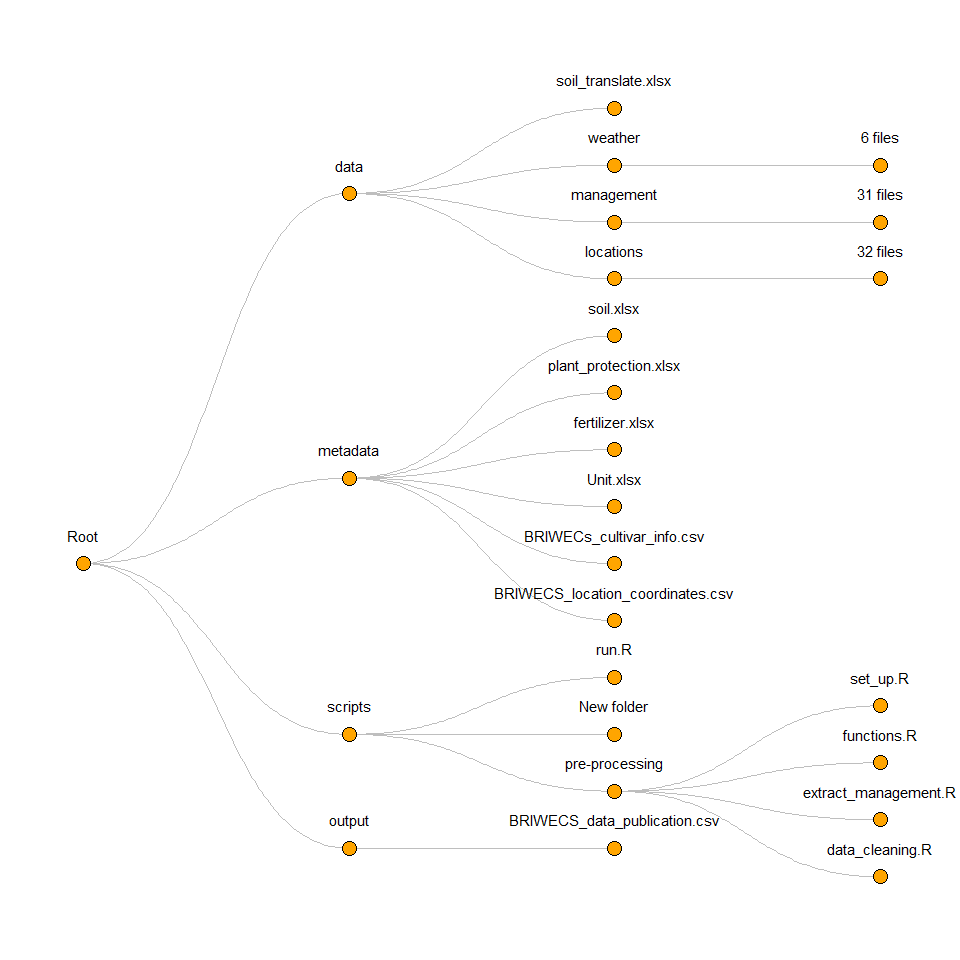 soil_translate.xlsx
weather
6 files
data
management
31 files
locations
32 files
soil.xlsx
plant_protection.xlsx
fertilizer.xlsx
metadata
Unit.xlsx
Root
BRIWECs_cultivar_info.csv
BRIWECS_location_coordinates.csv
run.R
set_up.R
scripts
New folder
functions.R
pre-processing
extract_management.R
output
BRIWECS_data_publication.csv
data_cleaning.R